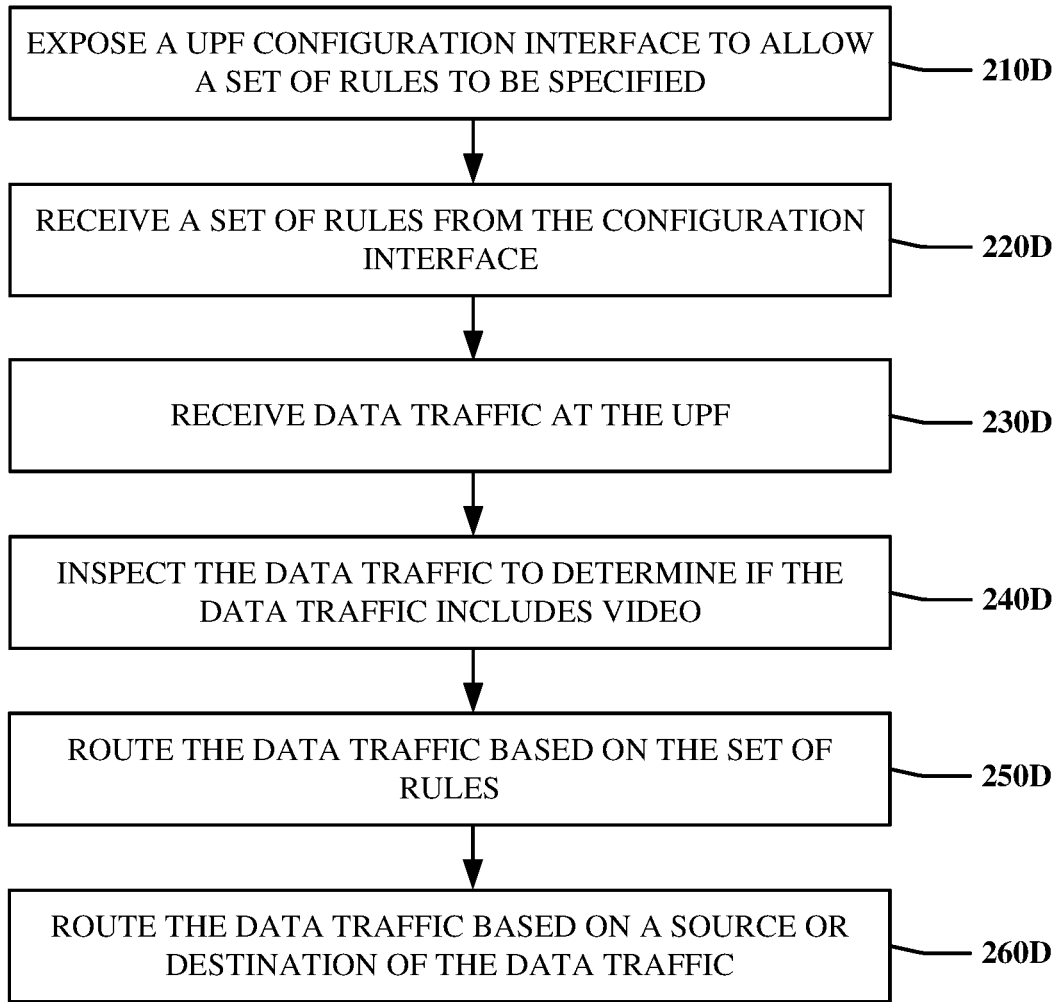 EXPOSE A UPF CONFIGURATION INTERFACE TO ALLOW
A SET OF RULES TO BE SPECIFIED
210D
RECEIVE A SET OF RULES FROM THE CONFIGURATION
INTERFACE
220D
RECEIVE DATA TRAFFIC AT THE UPF
230D
INSPECT THE DATA TRAFFIC TO DETERMINE IF THE
DATA TRAFFIC INCLUDES VIDEO
240D
ROUTE THE DATA TRAFFIC BASED ON THE SET OF
RULES
250D
ROUTE THE DATA TRAFFIC BASED ON A SOURCE OR
DESTINATION OF THE DATA TRAFFIC
260D